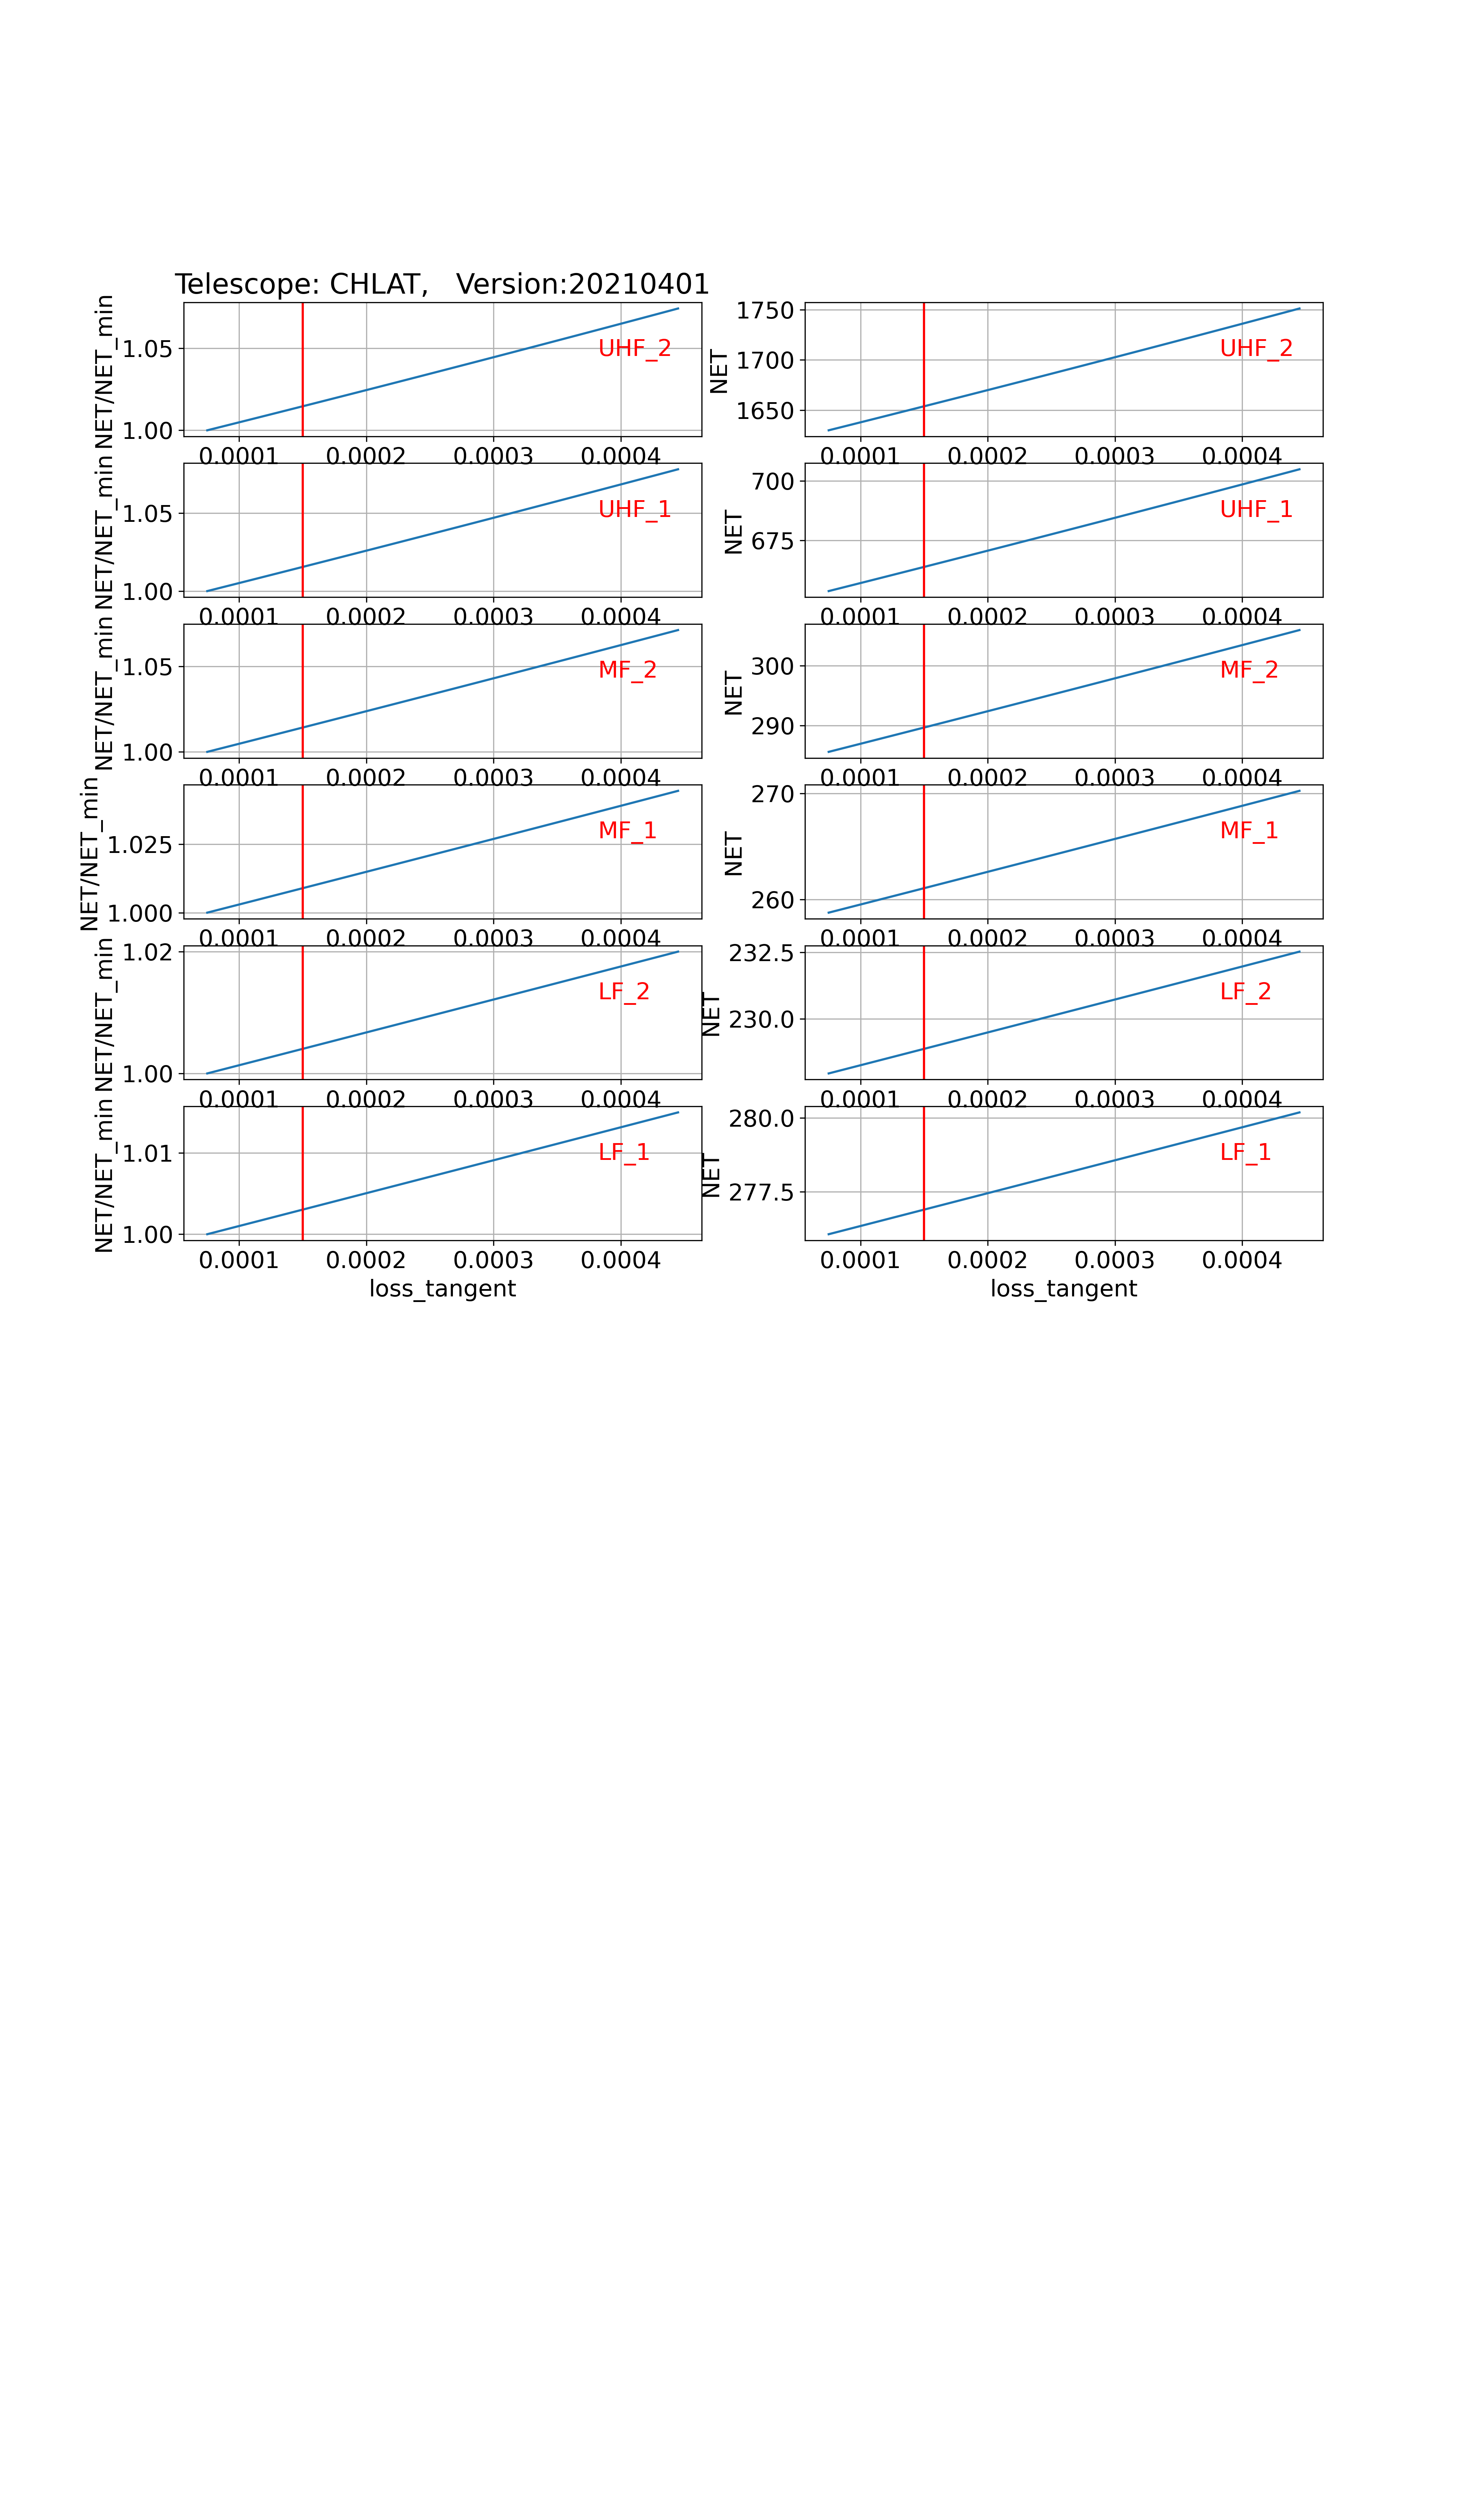 Telescope: CHLAT,   Version:20210401
NET/NET_min
1.05
1.00
UHF_2
0.0001 0.0002 0.0003 0.0004
NET
1750
1700
1650
UHF_2
0.0001 0.0002 0.0003 0.0004
NET/NET_min
1.05
1.00
UHF_1
0.0001 0.0002 0.0003 0.0004
NET
700
675
UHF_1
0.0001 0.0002 0.0003 0.0004
NET/NET_min
1.05
1.00
MF_2
0.0001 0.0002 0.0003 0.0004
NET
300
290
MF_2
0.0001 0.0002 0.0003 0.0004
NET/NET_min
1.025
1.000
MF_1
0.0001 0.0002 0.0003 0.0004
NET
270
260
MF_1
0.0001 0.0002 0.0003 0.0004
NET/NET_min
1.02
1.00
LF_2
0.0001 0.0002 0.0003 0.0004
NET
232.5
230.0
LF_2
0.0001 0.0002 0.0003 0.0004
NET/NET_min
1.01
1.00
LF_1
0.0001 0.0002 0.0003 0.0004
loss_tangent
NET
280.0
277.5
LF_1
0.0001 0.0002 0.0003 0.0004
loss_tangent